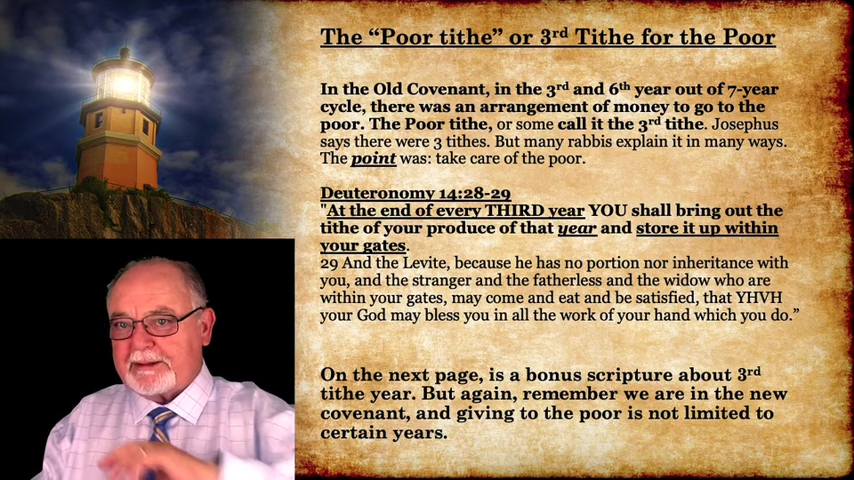 The “Poor tithe” or 3rd Tithe for the Poor
In the Old Covenant, in the 3rd and 6th year out of 7-year
cycle, there was an arrangement of money to go to the
poor. The Poor tithe, or some call it the 3rd tithe. Josephus
says there were 3 tithes. But many rabbis explain it in many ways.
The point was: take care of the poor.
Deuteronomy 14:28-29
"At the end of every THIRD year YOU shall bring out the
tithe of your produce of that year and store it up within
your gates.
29 And the Levite, because he has no portion nor inheritance with
you, and the stranger and the fatherless and the widow who are
within your gates, may come and eat and be satisfied, that YHVH
your God may bless you in all the work of your hand which you do.”
On the next page, is a bonus scripture about 3rd
tithe year. But again, remember we are in the new
covenant, and giving to the poor is not limited to
certain years.